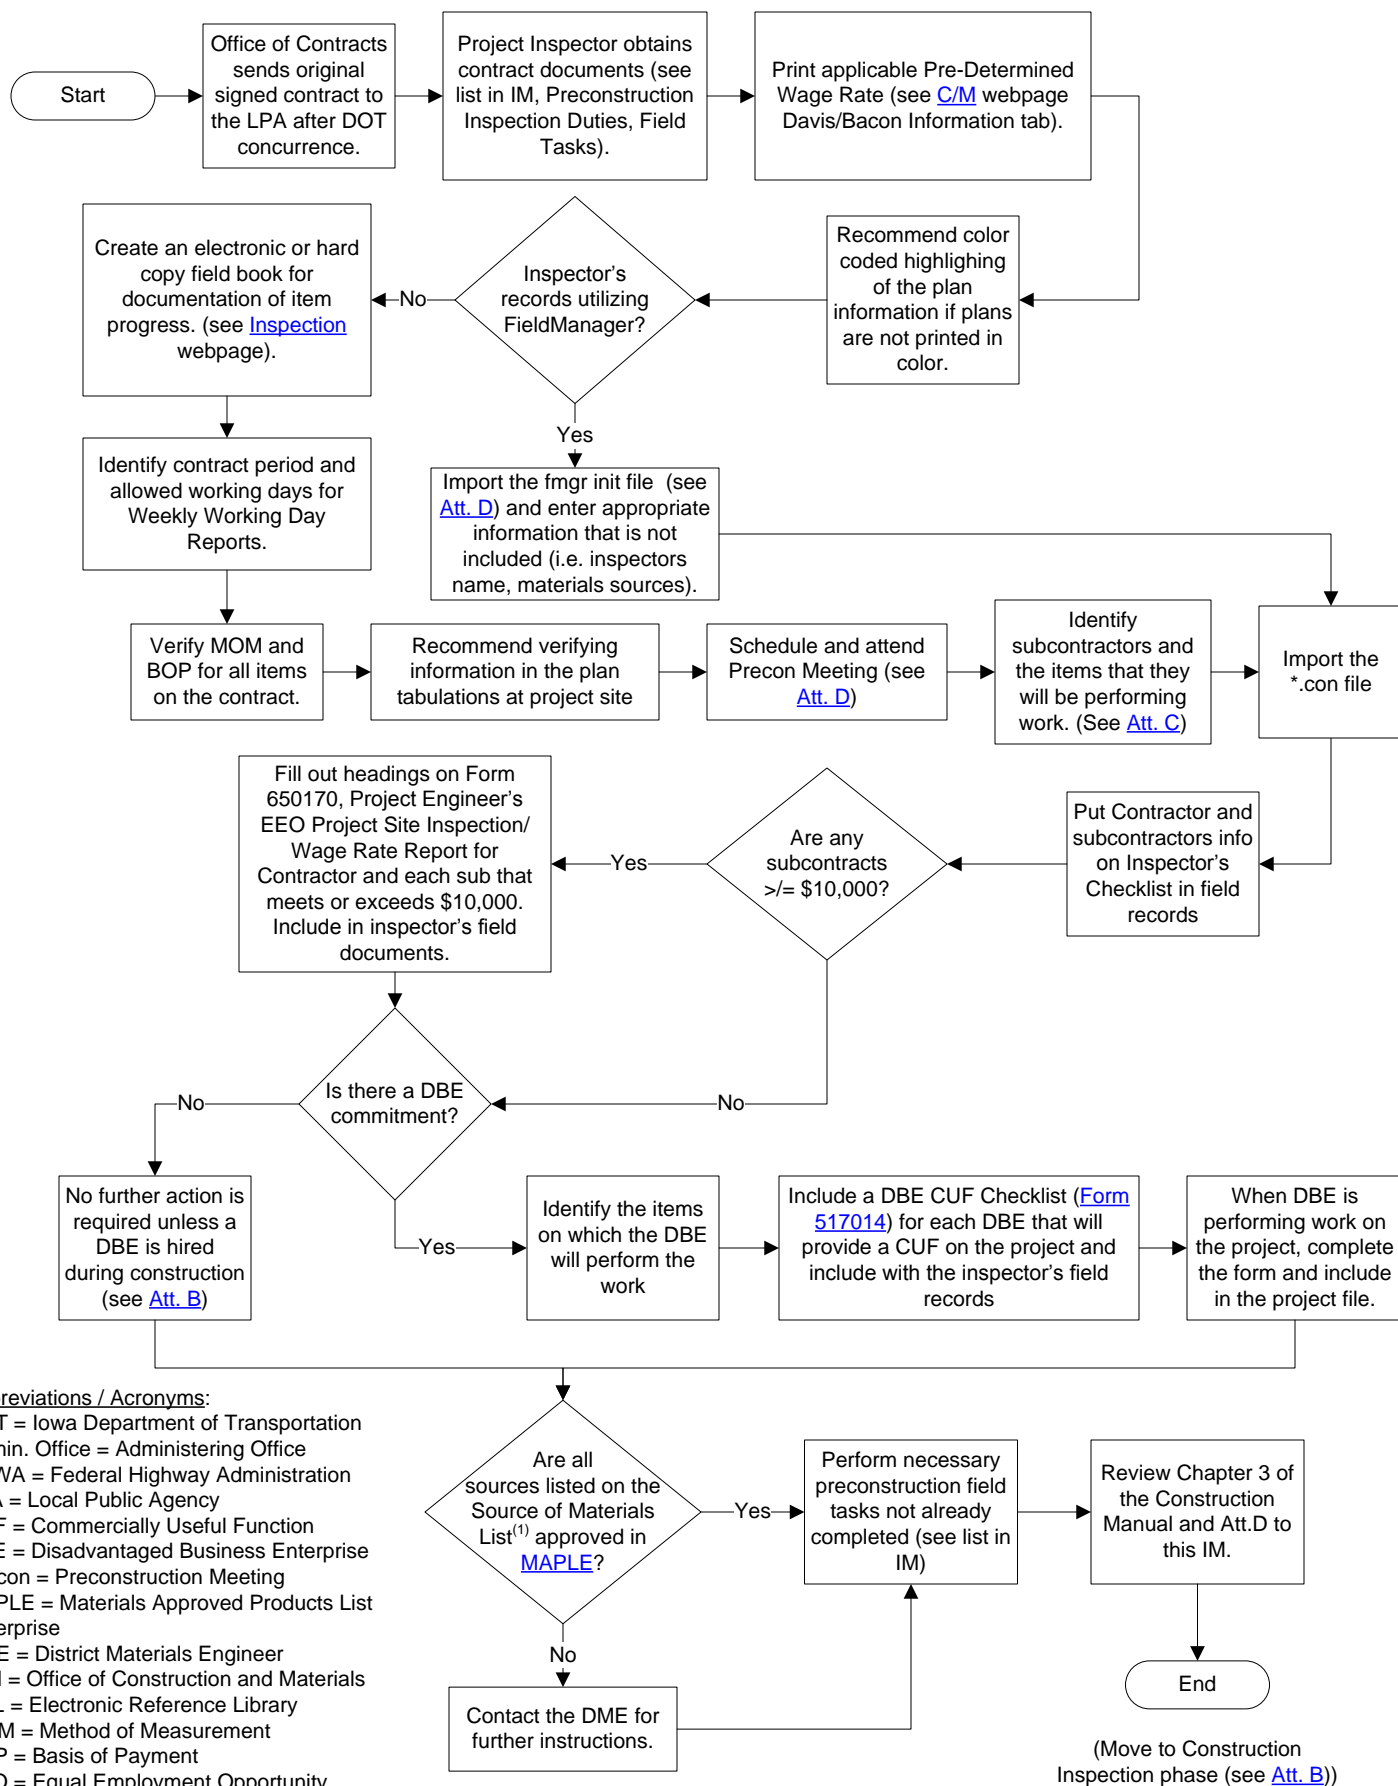 Start
Office of Contracts
sends original
signed contract to
the LPA after DOT
concurrence.
Project Inspector obtains
contract documents (see
list in IM, Preconstruction
Inspection Duties, Field
Tasks).
Print applicable Pre-Determined
Wage Rate (see C/M webpage
Davis/Bacon Information tab).
Recommend color
coded highlighing
of the plan
information if plans
are not printed in
color.
Inspector’s
records utilizing
FieldManager?
No
Create an electronic or hard
copy field book for
documentation of item
progress. (see Inspection
webpage).
Yes
Import the fmgr init file (see
Att. D) and enter appropriate
information that is not
included (i.e. inspectors
name, materials sources).
Identify contract period and
allowed working days for
Weekly Working Day
Reports.
Verify MOM and
BOP for all items
on the contract.
Recommend verifying
information in the plan
tabulations at project site
Schedule and attend
Precon Meeting (see
Att. D)
Identify
subcontractors and
the items that they
will be performing
work. (See Att. C)
Import the
*.con file
Put Contractor and
subcontractors info
on Inspector’s
Checklist in field
records
Are any
subcontracts
>/= $10,000?
Yes
Fill out headings on Form
650170, Project Engineer’s
EEO Project Site Inspection/
Wage Rate Report for
Contractor and each sub that
meets or exceeds $10,000.
Include in inspector’s field
documents.
No
Is there a DBE
commitment?
No
No further action is
required unless a
DBE is hired
during construction
(see Att. B)
Yes
Identify the items
on which the DBE
will perform the
work
Include a DBE CUF Checklist (Form
517014) for each DBE that will
provide a CUF on the project and
include with the inspector’s field
records
When DBE is
performing work on
the project, complete
the form and include
in the project file.
Are all
sources listed on the
Source of Materials
List(1) approved in
MAPLE?
Yes
Perform necessary
preconstruction field
tasks not already
completed (see list in
IM)
Review Chapter 3 of
the Construction
Manual and Att.D to
this IM.
No
Contact the DME for
further instructions.
End
(Move to Construction
Inspection phase (see Att. B))
reviations / Acronyms:
T = Iowa Department of Transportation
min. Office = Administering Office
WA = Federal Highway Administration
A = Local Public Agency
F = Commercially Useful Function
E = Disadvantaged Business Enterprise
con = Preconstruction Meeting
PLE = Materials Approved Products List
erprise
E = District Materials Engineer
= Office of Construction and Materials
L = Electronic Reference Library
M = Method of Measurement
P = Basis of Payment
O = Equal Employment Opportunity